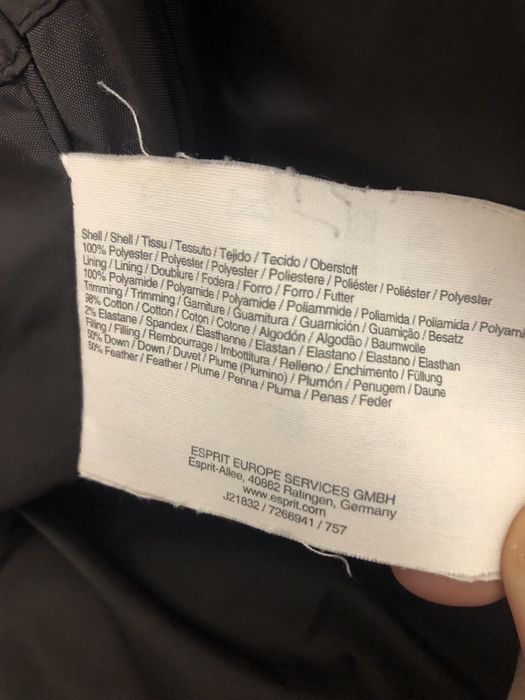 Shell / Shell / Tissu / Tessuto / Tejido / Tecido / Oberstoff
100% Polyester / Polyester / Polyester / Poliestere / Poliéster / Poliéster / Polyester
Lining / Lining / Doublure / Fodera / Forro / Forro / Futter
100% Polyamide / Polyamide / Polyamide / Poliammide / Poliamida / Poliamida / Polyami
Trimming / Trimming / Garniture / Guarnitura / Guarnición / Guarnição / Besatz
98% Cotton / Cotton / Coton / Cotone / Algodón / Algodão / Baumwolle
2% Elastane / Spandex / Elasthanne / Elastan / Elastano / Elastano / Elasthan
Filling / Filling / Rembourrage / Imbottitura / Relleno / Enchimento / Füllung
50% Down / Down / Duvet / Piume (Piumino) / Plumón / Penugem / Daune
50% Feather / Feather / Plume / Penna / Pluma / Penas / Feder
ESPRIT EUROPE SERVICES GMBH
Esprit-Allee, 40882 Ratingen, Germany
www.esprit.com
J21832 / 7266941 / 757